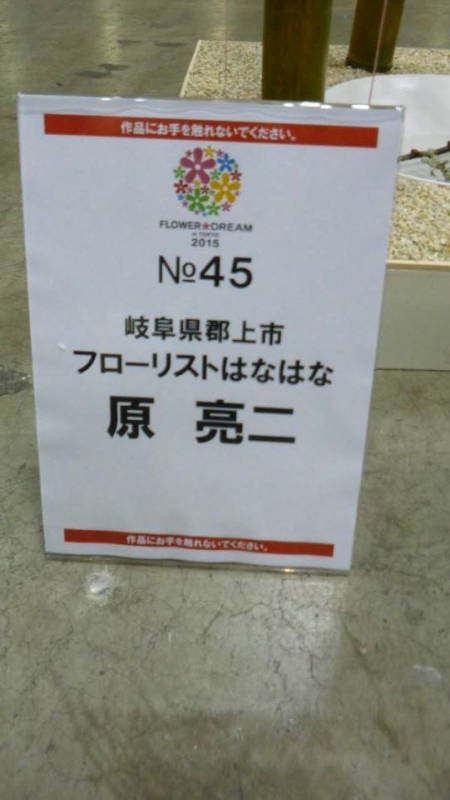 作品にお手を触れないでください。
FLOWER★DREAM
in TOKYO
2015
№45
岐阜県郡上市
フローリストはなはな
原 亮二
作品にお手を触れないでください。